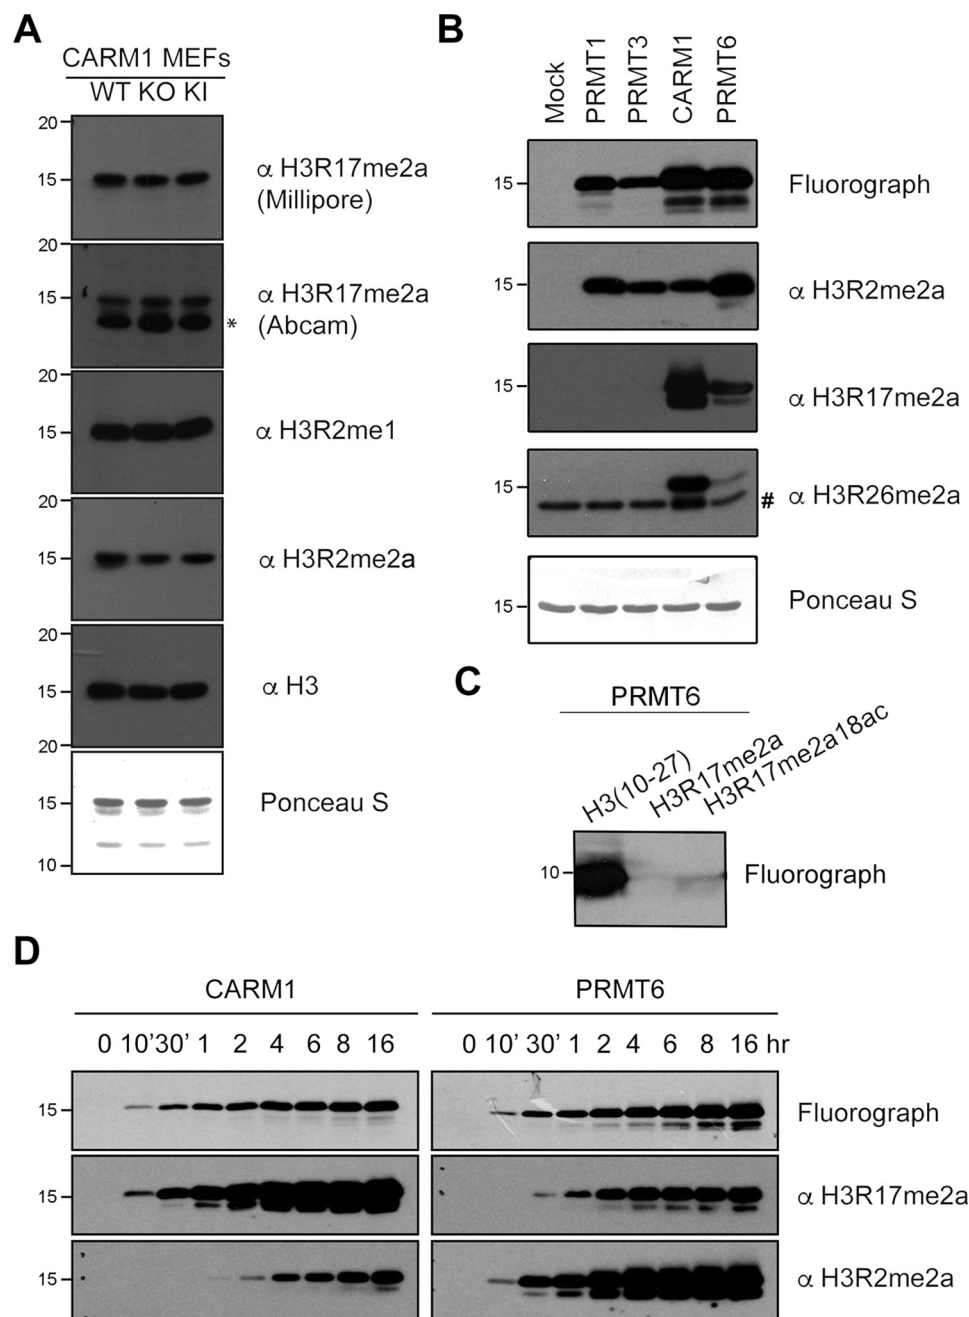 A
CARM1 MEFs
WT KO KI
20
15
α H3R17me2a
(Millipore)
20
15
α H3R17me2a
(Abcam)
*
20
15
α H3R2me1
20
15
α H3R2me2a
20
15
α H3
20
15
Ponceau S
10
B
Mock
PRMT1
PRMT3
CARM1
PRMT6
15
Fluorograph
15
α H3R2me2a
15
α H3R17me2a
15
# α H3R26me2a
15
Ponceau S
C
PRMT6
H3(10-27)
H3R17me2a
H3R17me2a18ac
10
Fluorograph
D
CARM1
PRMT6
0 10' 30' 1 2 4 6 8 16
0 10' 30' 1 2 4 6 8 16 hr
15
Fluorograph
15
α H3R17me2a
15
α H3R2me2a